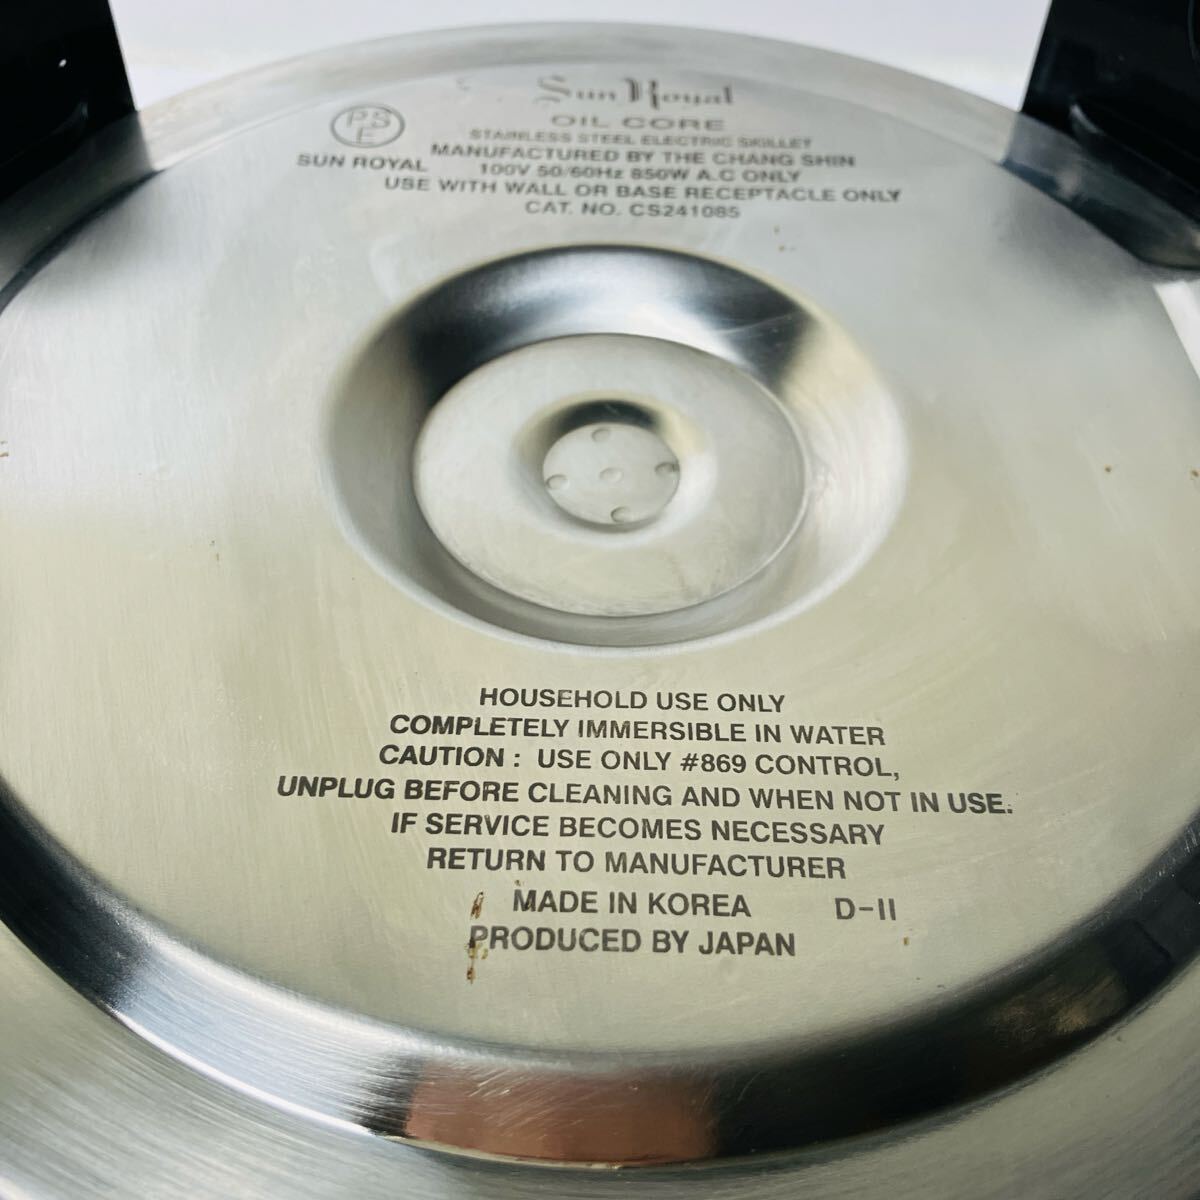 Sun Royal
OIL CORE
PS
E
STAINLESS STEEL ELECTRIC SKILLET
MANUFACTURED BY THE CHANG SHIN
SUN ROYAL 100V 50/60Hz 850W A.C ONLY
USE WITH WALL OR BASE RECEPTACLE ONLY
CAT. NO. CS241085
HOUSEHOLD USE ONLY
COMPLETELY IMMERSIBLE IN WATER
CAUTION : USE ONLY #869 CONTROL,
UNPLUG BEFORE CLEANING AND WHEN NOT IN USE.
IF SERVICE BECOMES NECESSARY
RETURN TO MANUFACTURER
MADE IN KOREA D-II
PRODUCED BY JAPAN